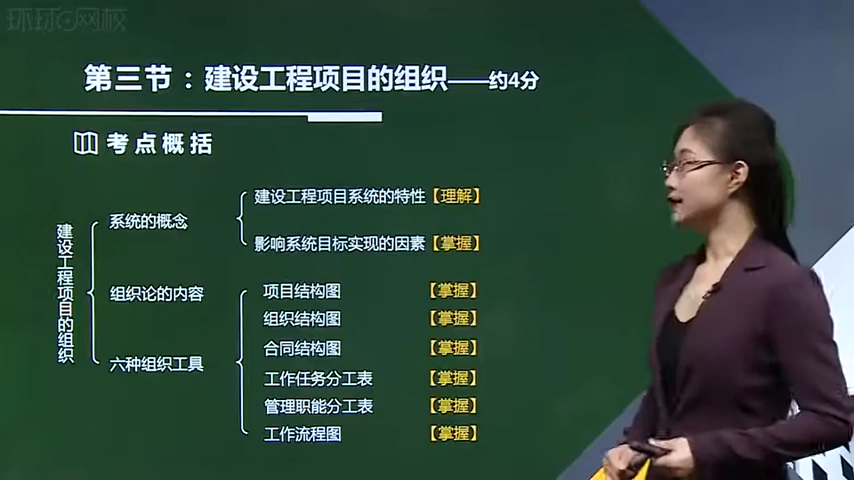 环球网校
第三节：建设工程项目的组织——约4分
考点概括
建设工程项目的组织
系统的概念
建设工程项目系统的特性【理解】
影响系统目标实现的因素【掌握】
组织论的内容
六种组织工具
项目结构图【掌握】
组织结构图【掌握】
合同结构图【掌握】
工作任务分工表【掌握】
管理职能分工表【掌握】
工作流程图【掌握】